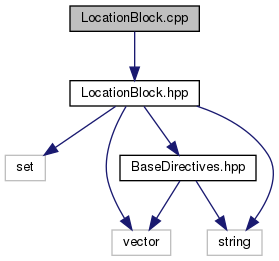 LocationBlock.cpp
LocationBlock.hpp
set
BaseDirectives.hpp
vector
string